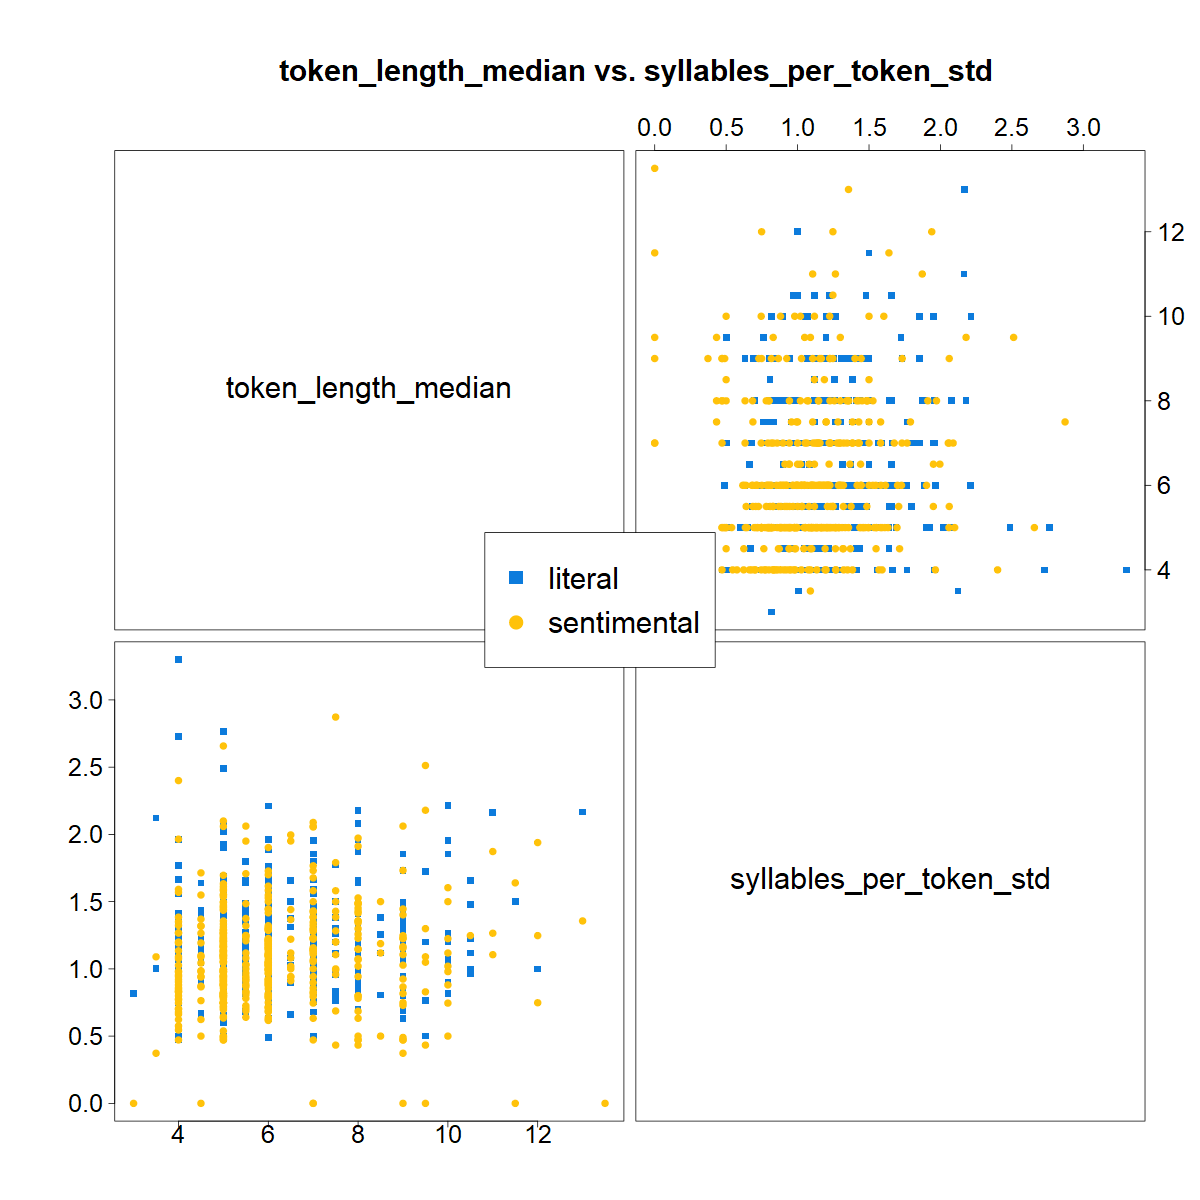 token_length_median vs. syllables_per_token_std
0.0 0.5 1.0 1.5 2.0 2.5 3.0
token_length_median
12
10
8
6
4
literal
sentimental
3.0
2.5
2.0
1.5
1.0
0.5
0.0
syllables_per_token_std
4 6 8 10 12